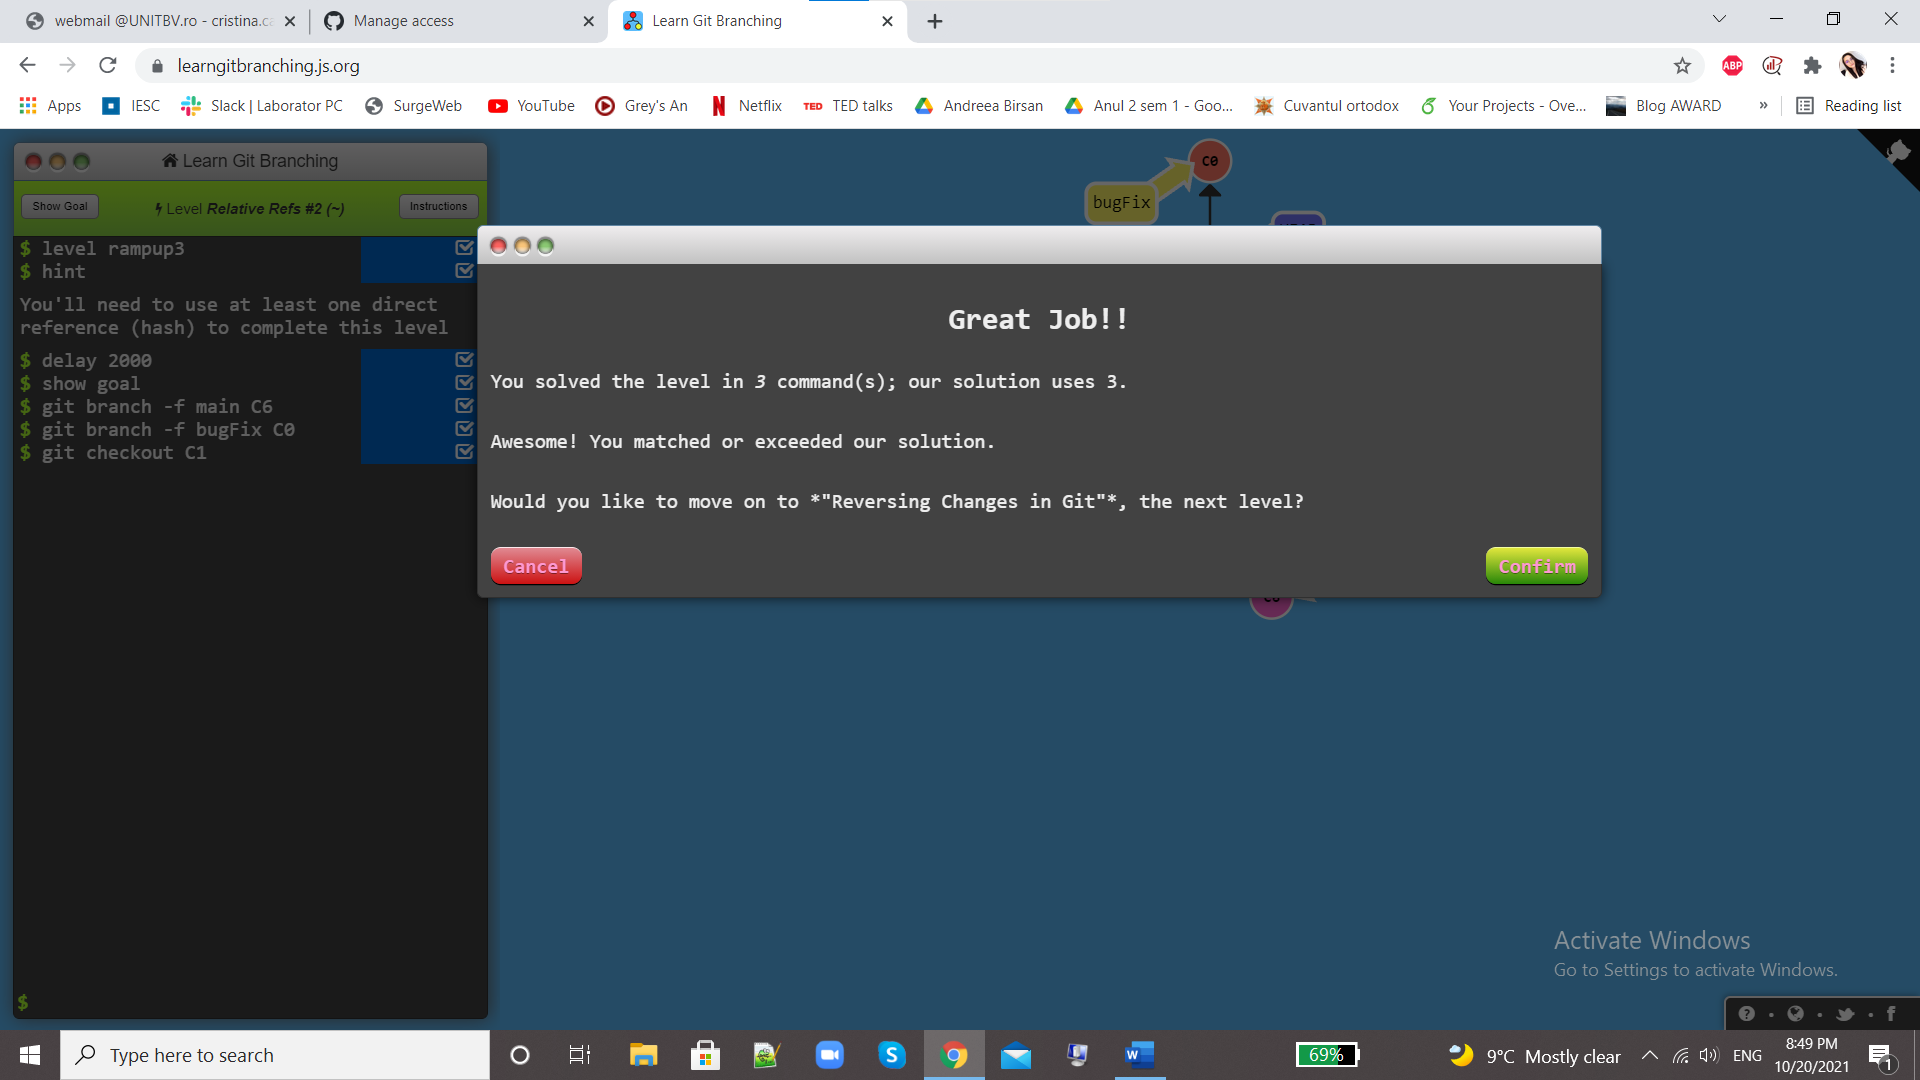 webmail @UNITBV.ro - cristina.ca
Manage access
Learn Git Branching
learngitbranching.js.org
ABP
Apps
IESC
Slack | Laborator PC
SurgeWeb
YouTube
Grey's An
Netflix
TED
TED talks
Andreea Birsan
Anul 2 sem 1 - Goo...
Cuvantul ortodox
Your Projects - Ove...
Blog AWARD
»
Reading list
Learn Git Branching
Show Goal
Level Relative Refs #2 (~)
Instructions
$ level rampup3
$ hint
You'll need to use at least one direct
reference (hash) to complete this level
$ delay 2000
$ show goal
$ git branch -f main C6
$ git branch -f bugFix C0
$ git checkout C1
$
C0
bugFix
Great Job!!
You solved the level in 3 command(s); our solution uses 3.
Awesome! You matched or exceeded our solution.
Would you like to move on to *"Reversing Changes in Git"*, the next level?
Cancel
Confirm
Activate Windows
Go to Settings to activate Windows.
Type here to search
69%
9°C Mostly clear
ENG
8:49 PM
10/20/2021
1